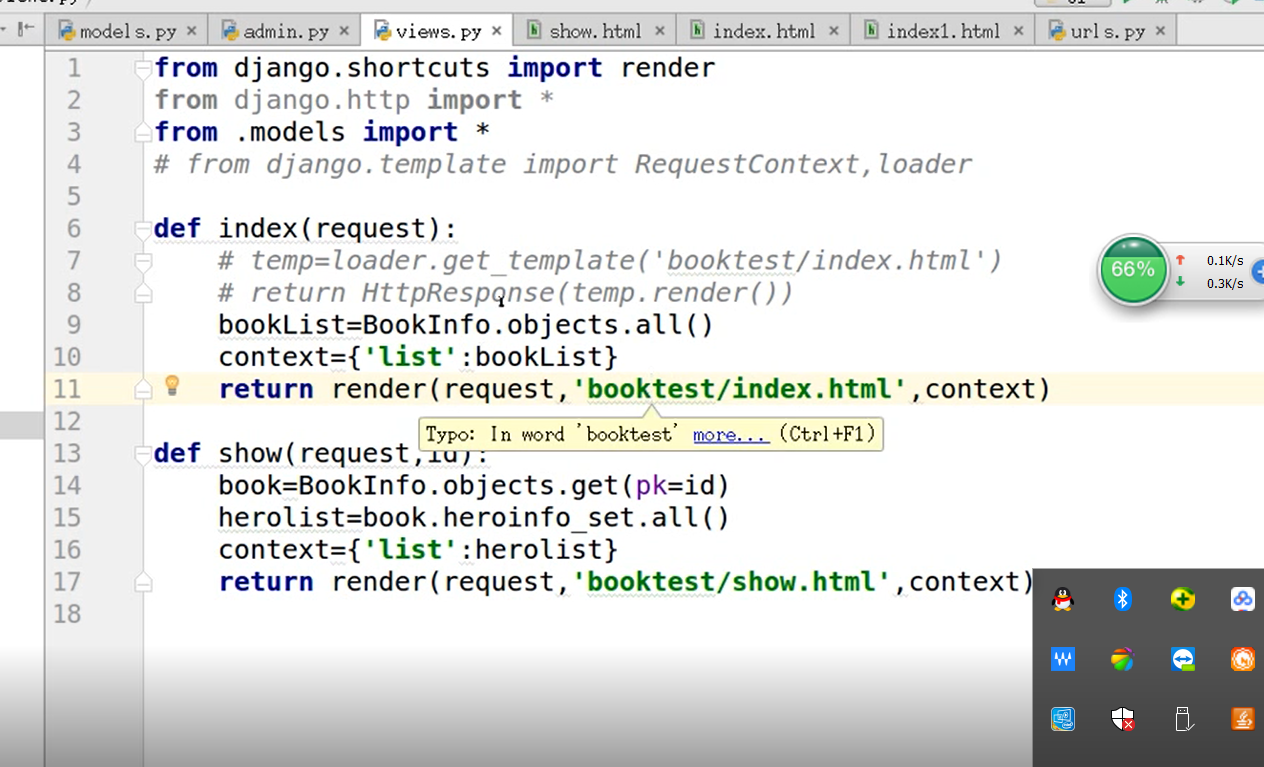 models.py × admin.py × views.py × show.html × index.html × index1.html × urls.py ×
1 from django.shortcuts import render
2 from django.http import *
3 from .models import *
4 # from django.template import RequestContext,loader
5
6 def index(request):
7 # temp=loader.get_template('booktest/index.html')
8 # return HttpResponse(temp.render())
9 bookList=BookInfo.objects.all()
10 context={'list':bookList}
11 return render(request,'booktest/index.html',context)
12
Typo: In word 'booktest' more... (Ctrl+F1)
13 def show(request,id):
14 book=BookInfo.objects.get(pk=id)
15 herolist=book.heroinfo_set.all()
16 context={'list':herolist}
17 return render(request,'booktest/show.html',context)
18
66%
0.1K/s
0.3K/s